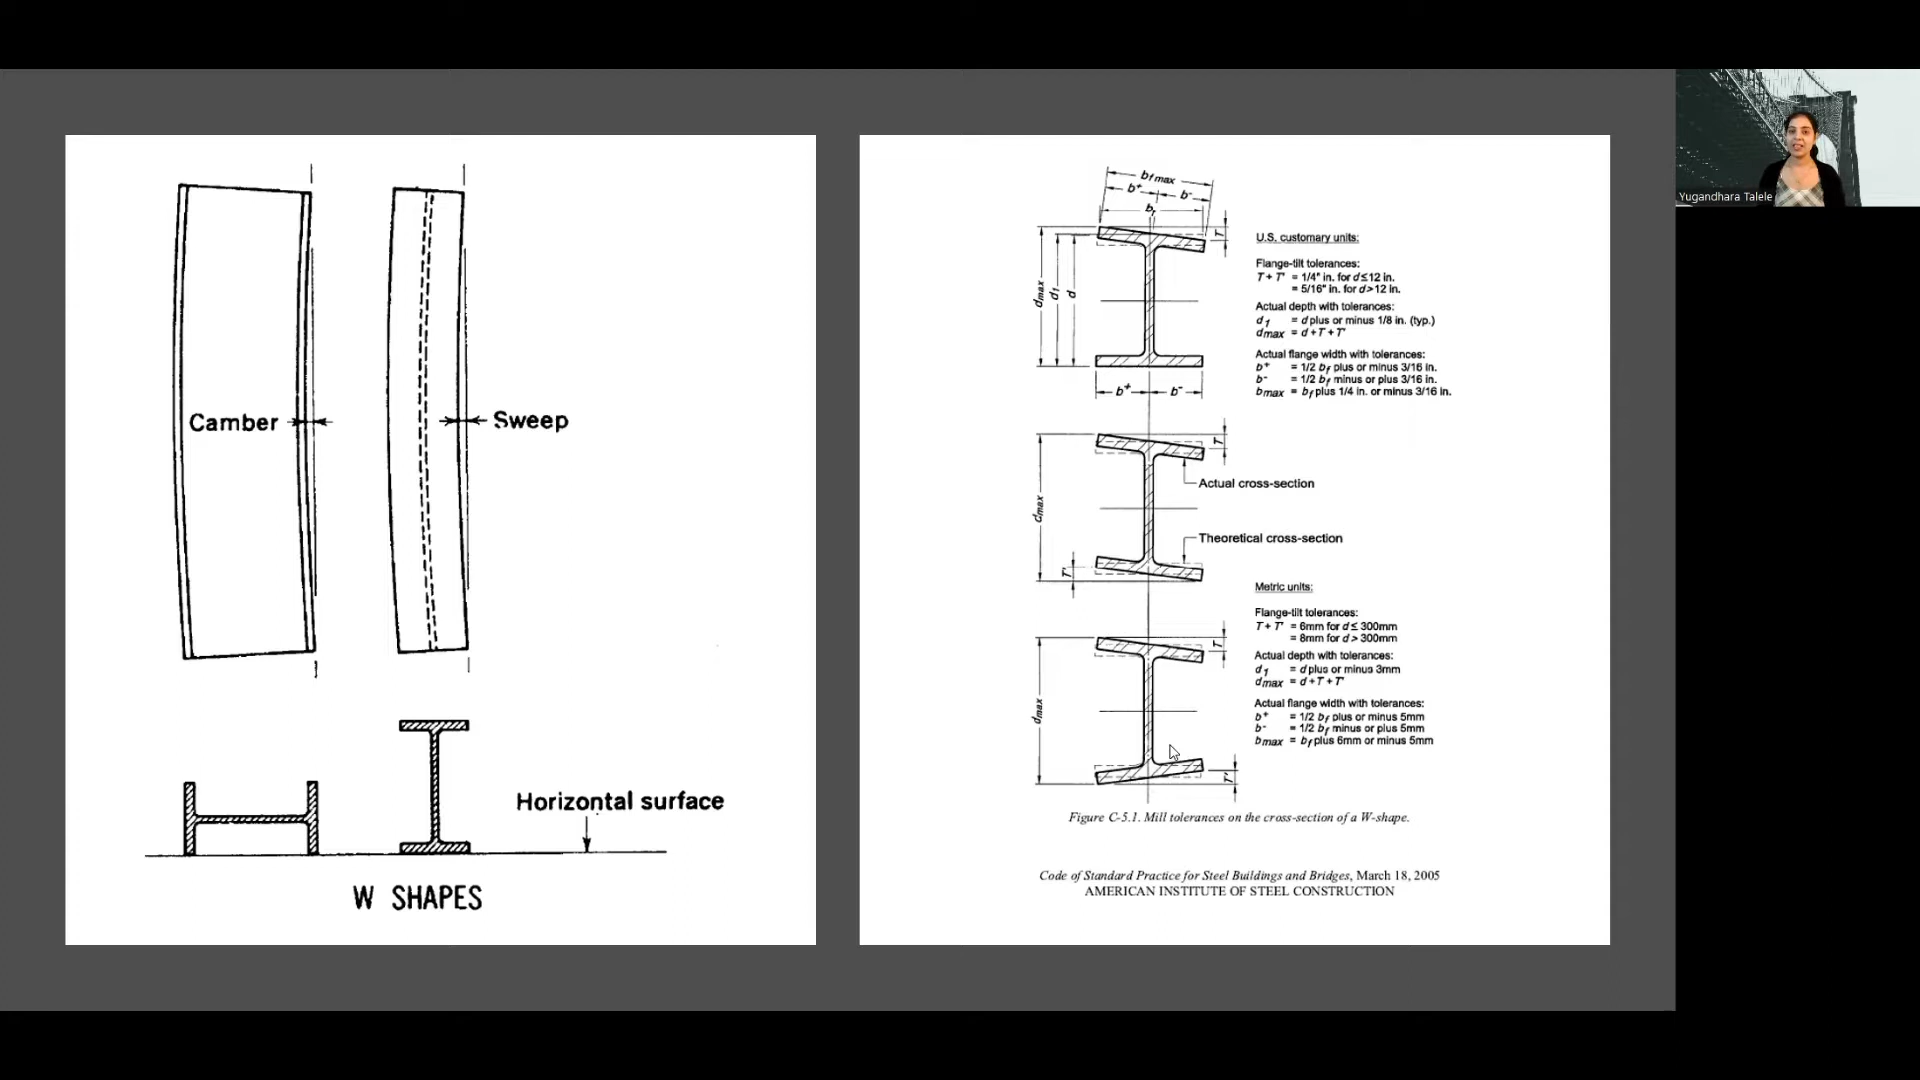 Camber
Sweep
Horizontal surface
W SHAPES
bf max
b+ b-
bf
T
dmax
d1
d
b+ b-
U.S. customary units:
Flange-tilt tolerances:
T + T' = 1/4" in. for d ≤ 12 in.
= 5/16" in. for d > 12 in.
Actual depth with tolerances:
d1 = d plus or minus 1/8 in. (typ.)
dmax = d + T + T'
Actual flange width with tolerances:
b+ = 1/2 bf plus or minus 3/16 in.
b- = 1/2 bf minus or plus 3/16 in.
bmax = bf plus 1/4 in. or minus 3/16 in.
T
dmax
Actual cross-section
Theoretical cross-section
T'
Metric units:
Flange-tilt tolerances:
T + T' = 6mm for d ≤ 300mm
= 8mm for d > 300mm
Actual depth with tolerances:
d1 = d plus or minus 3mm
dmax = d + T + T'
Actual flange width with tolerances:
b+ = 1/2 bf plus or minus 5mm
b- = 1/2 bf minus or plus 5mm
bmax = bf plus 6mm or minus 5mm
T
dmax
T'
Figure C-5.1. Mill tolerances on the cross-section of a W-shape.
Code of Standard Practice for Steel Buildings and Bridges, March 18, 2005
AMERICAN INSTITUTE OF STEEL CONSTRUCTION
Yugandhara Talele